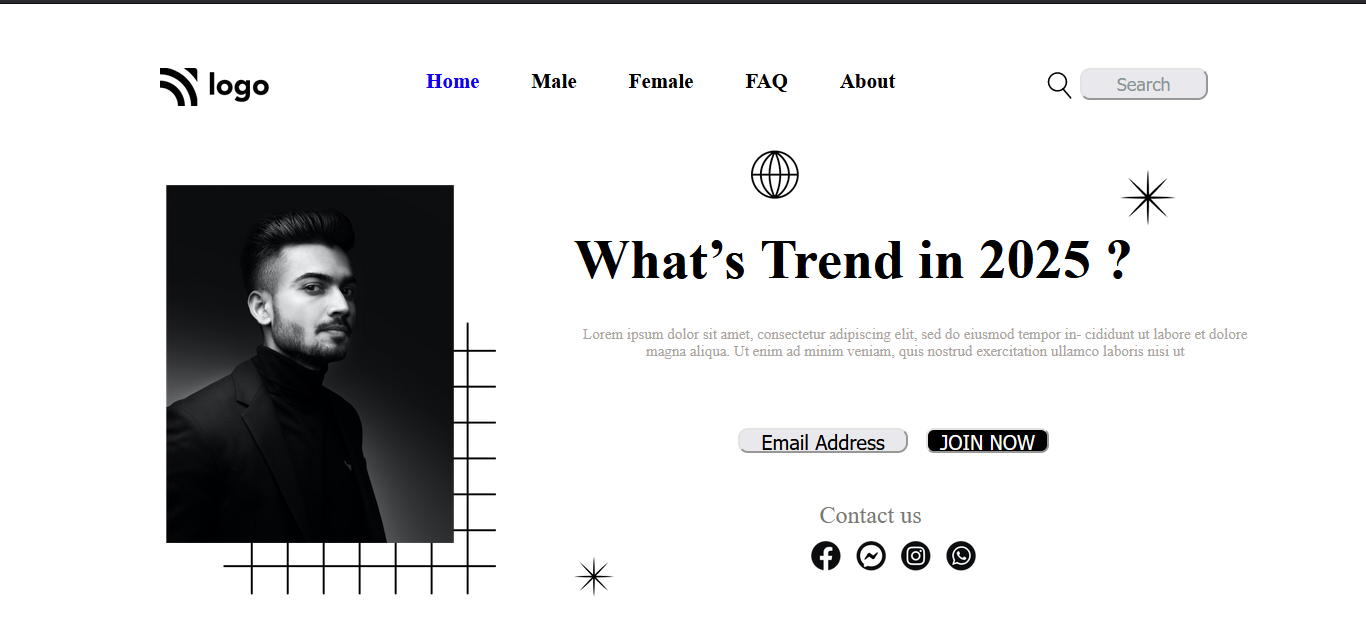 logo
Home Male Female FAQ About
Search
What’s Trend in 2025 ?
Lorem ipsum dolor sit amet, consectetur adipiscing elit, sed do eiusmod tempor in- cididunt ut labore et dolore
magna aliqua. Ut enim ad minim veniam, quis nostrud exercitation ullamco laboris nisi ut
Email Address JOIN NOW
Contact us